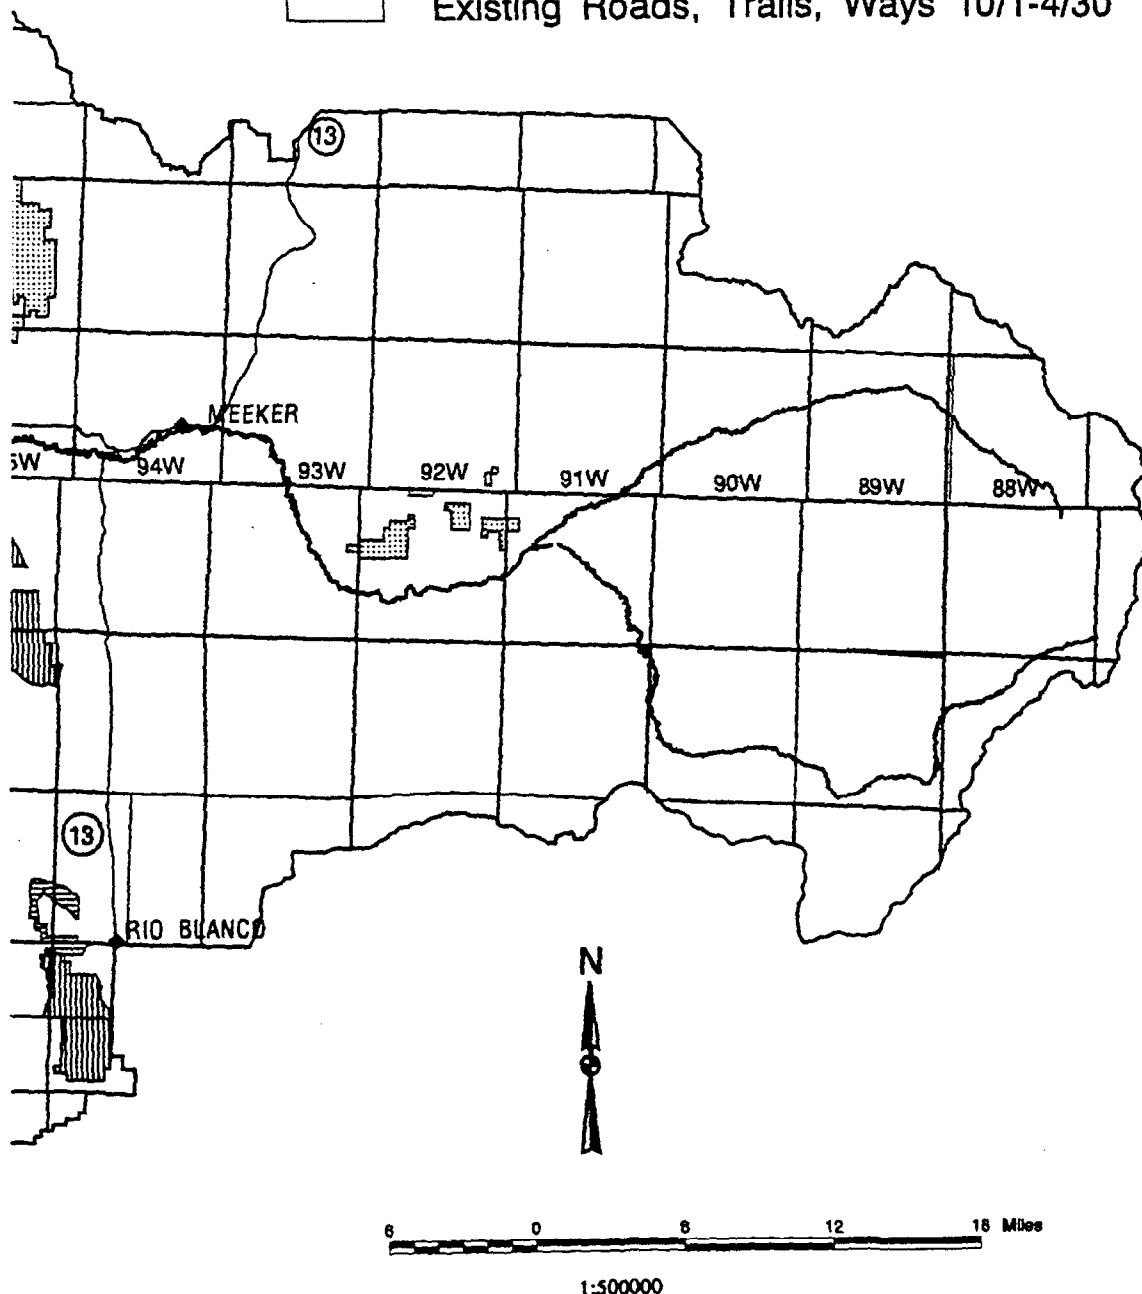 Existing Roads, Trails, Ways 10/1-4/30
13
MEEKER
5W 94W 93W 92W 91W 90W 89W 88W
13
RIO BLANCO
N
6 0 6 12 18 Miles
1:500000